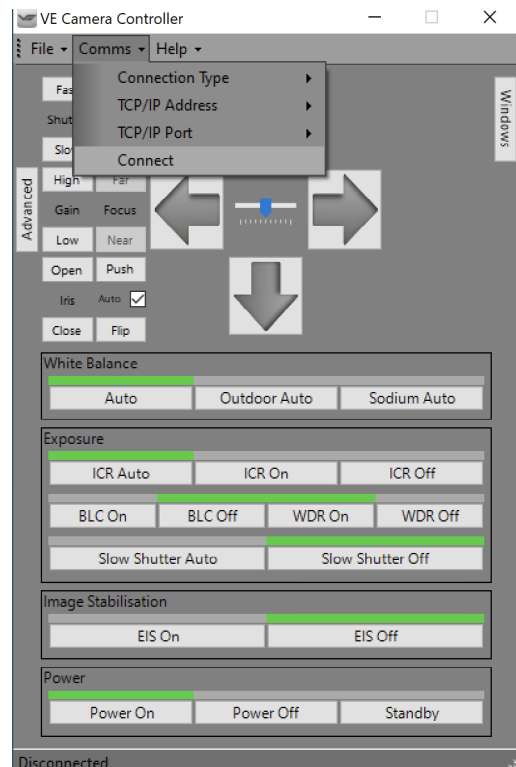 VE Camera Controller
File Comms Help
Connection Type
TCP/IP Address
TCP/IP Port
Connect
Windows
Advanced
High Far
Gain Focus
Low Near
Open Push
Iris Auto
Close Flip
White Balance
Auto Outdoor Auto Sodium Auto
Exposure
ICR Auto ICR On ICR Off
BLC On BLC Off WDR On WDR Off
Slow Shutter Auto Slow Shutter Off
Image Stabilisation
EIS On EIS Off
Power
Power On Power Off Standby
Disconnected